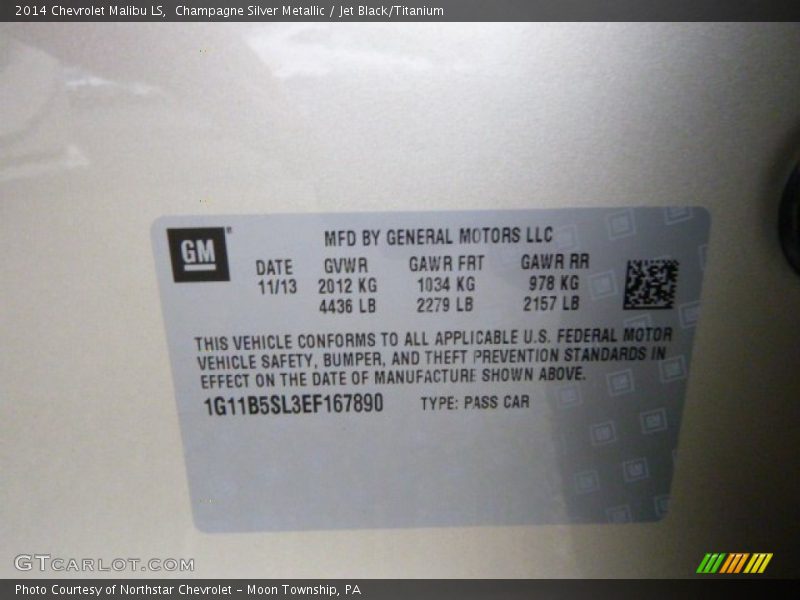 2014 Chevrolet Malibu LS,  Champagne Silver Metallic / Jet Black/Titanium
GM®
MFD BY GENERAL MOTORS LLC
DATE GVWR GAWR FRT GAWR RR
11/13 2012 KG 1034 KG 978 KG
4436 LB 2279 LB 2157 LB
THIS VEHICLE CONFORMS TO ALL APPLICABLE U.S. FEDERAL MOTOR
VEHICLE SAFETY, BUMPER, AND THEFT PREVENTION STANDARDS IN
EFFECT ON THE DATE OF MANUFACTURE SHOWN ABOVE.
1G11B5SL3EF167890 TYPE: PASS CAR
GTCARLOT.COM
Photo Courtesy of Northstar Chevrolet - Moon Township, PA